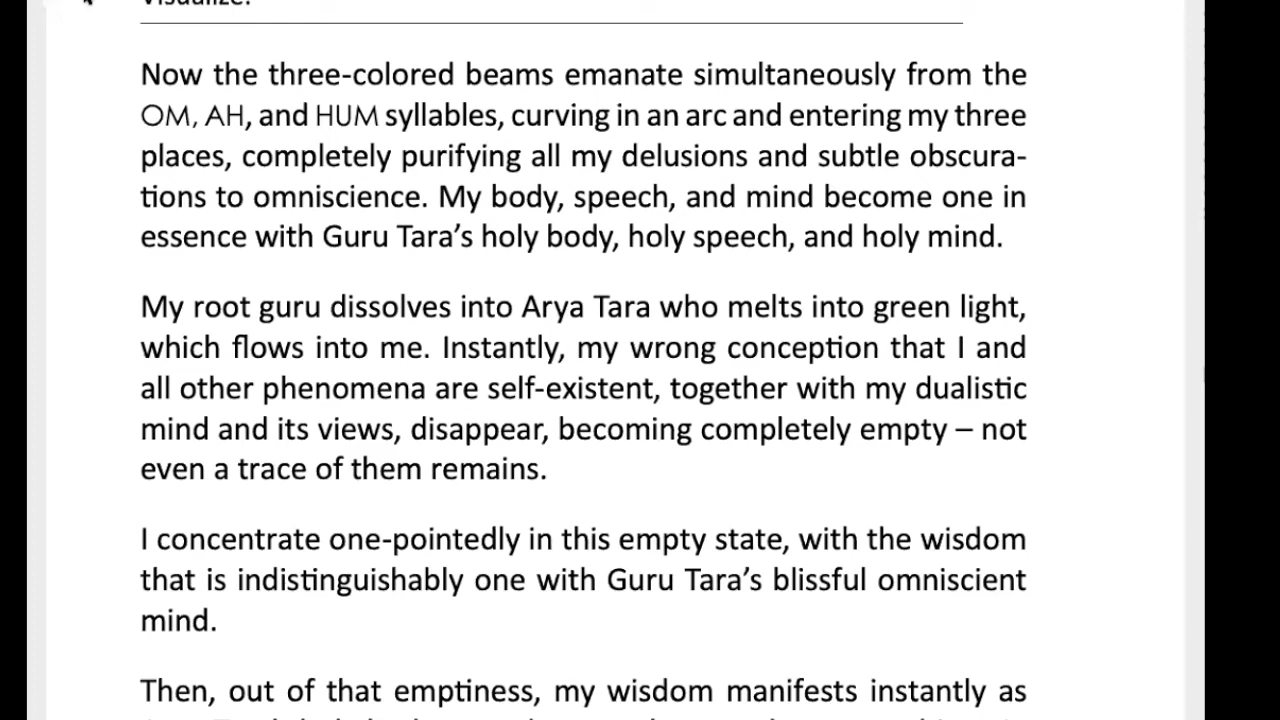 Visualize:
Now the three-colored beams emanate simultaneously from the
OM, AH, and HUM syllables, curving in an arc and entering my three
places, completely purifying all my delusions and subtle obscura-
tions to omniscience. My body, speech, and mind become one in
essence with Guru Tara’s holy body, holy speech, and holy mind.
My root guru dissolves into Arya Tara who melts into green light,
which flows into me. Instantly, my wrong conception that I and
all other phenomena are self-existent, together with my dualistic
mind and its views, disappear, becoming completely empty – not
even a trace of them remains.
I concentrate one-pointedly in this empty state, with the wisdom
that is indistinguishably one with Guru Tara’s blissful omniscient
mind.
Then, out of that emptiness, my wisdom manifests instantly as